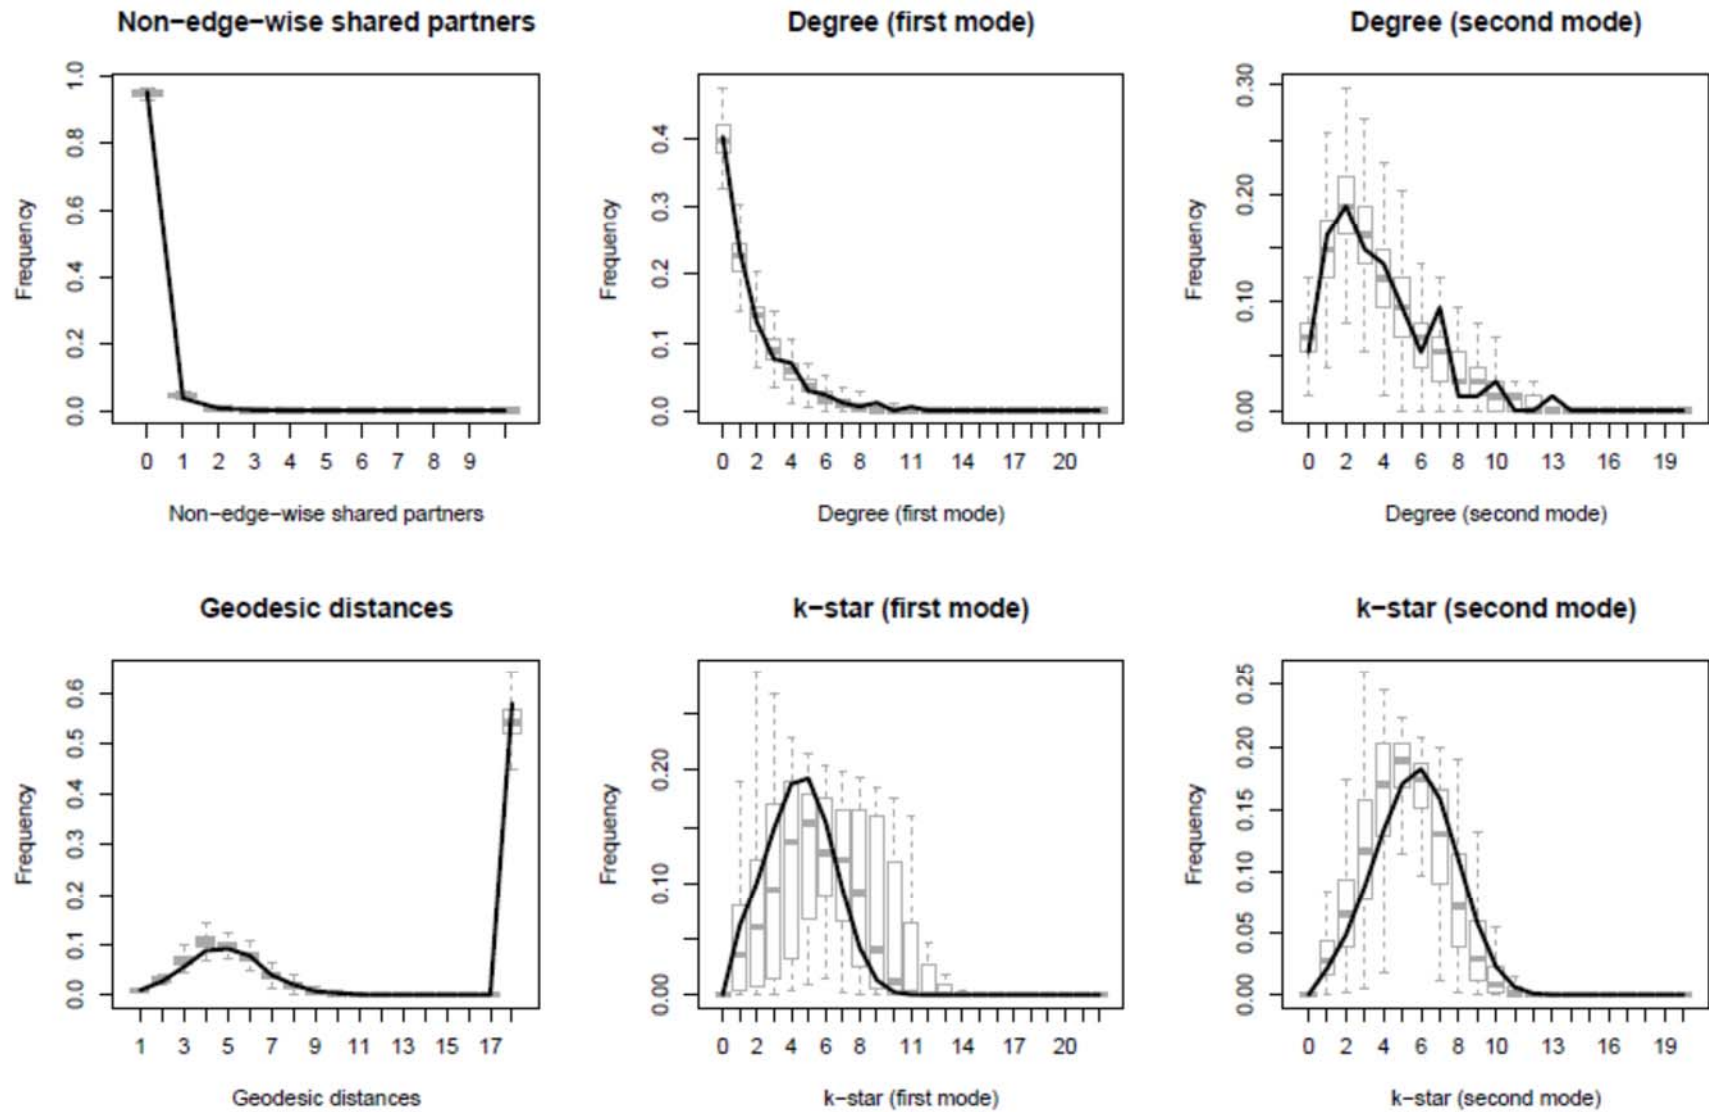 Non−edge−wise shared partners
Frequency
0.0 0.2 0.4 0.6 0.8 1.0
0 1 2 3 4 5 6 7 8 9
Non−edge−wise shared partners
Degree (first mode)
Frequency
0.0 0.1 0.2 0.3 0.4
0 2 4 6 8 11 14 17 20
Degree (first mode)
Degree (second mode)
Frequency
0.00 0.10 0.20 0.30
0 2 4 6 8 10 13 16 19
Degree (second mode)
Geodesic distances
Frequency
0.0 0.1 0.2 0.3 0.4 0.5 0.6
1 3 5 7 9 11 13 15 17
Geodesic distances
k−star (first mode)
Frequency
0.00 0.10 0.20
0 2 4 6 8 11 14 17 20
k−star (first mode)
k−star (second mode)
Frequency
0.00 0.05 0.10 0.15 0.20 0.25
0 2 4 6 8 10 13 16 19
k−star (second mode)